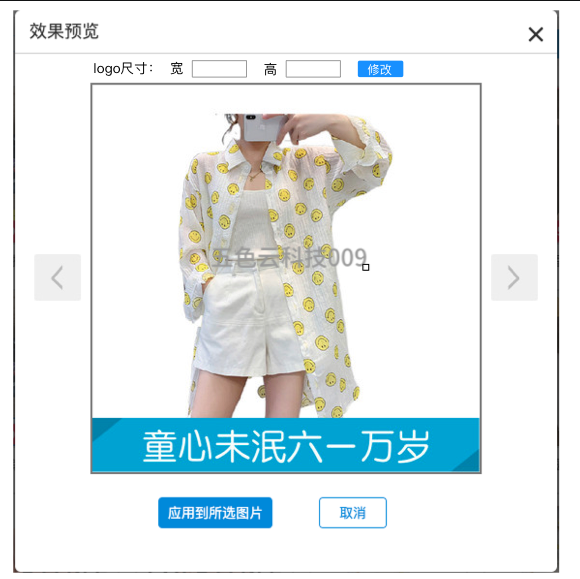 效果预览
logo尺寸： 宽 高 修改
五色云科技009
童心未泯六一万岁
应用到所选图片 取消